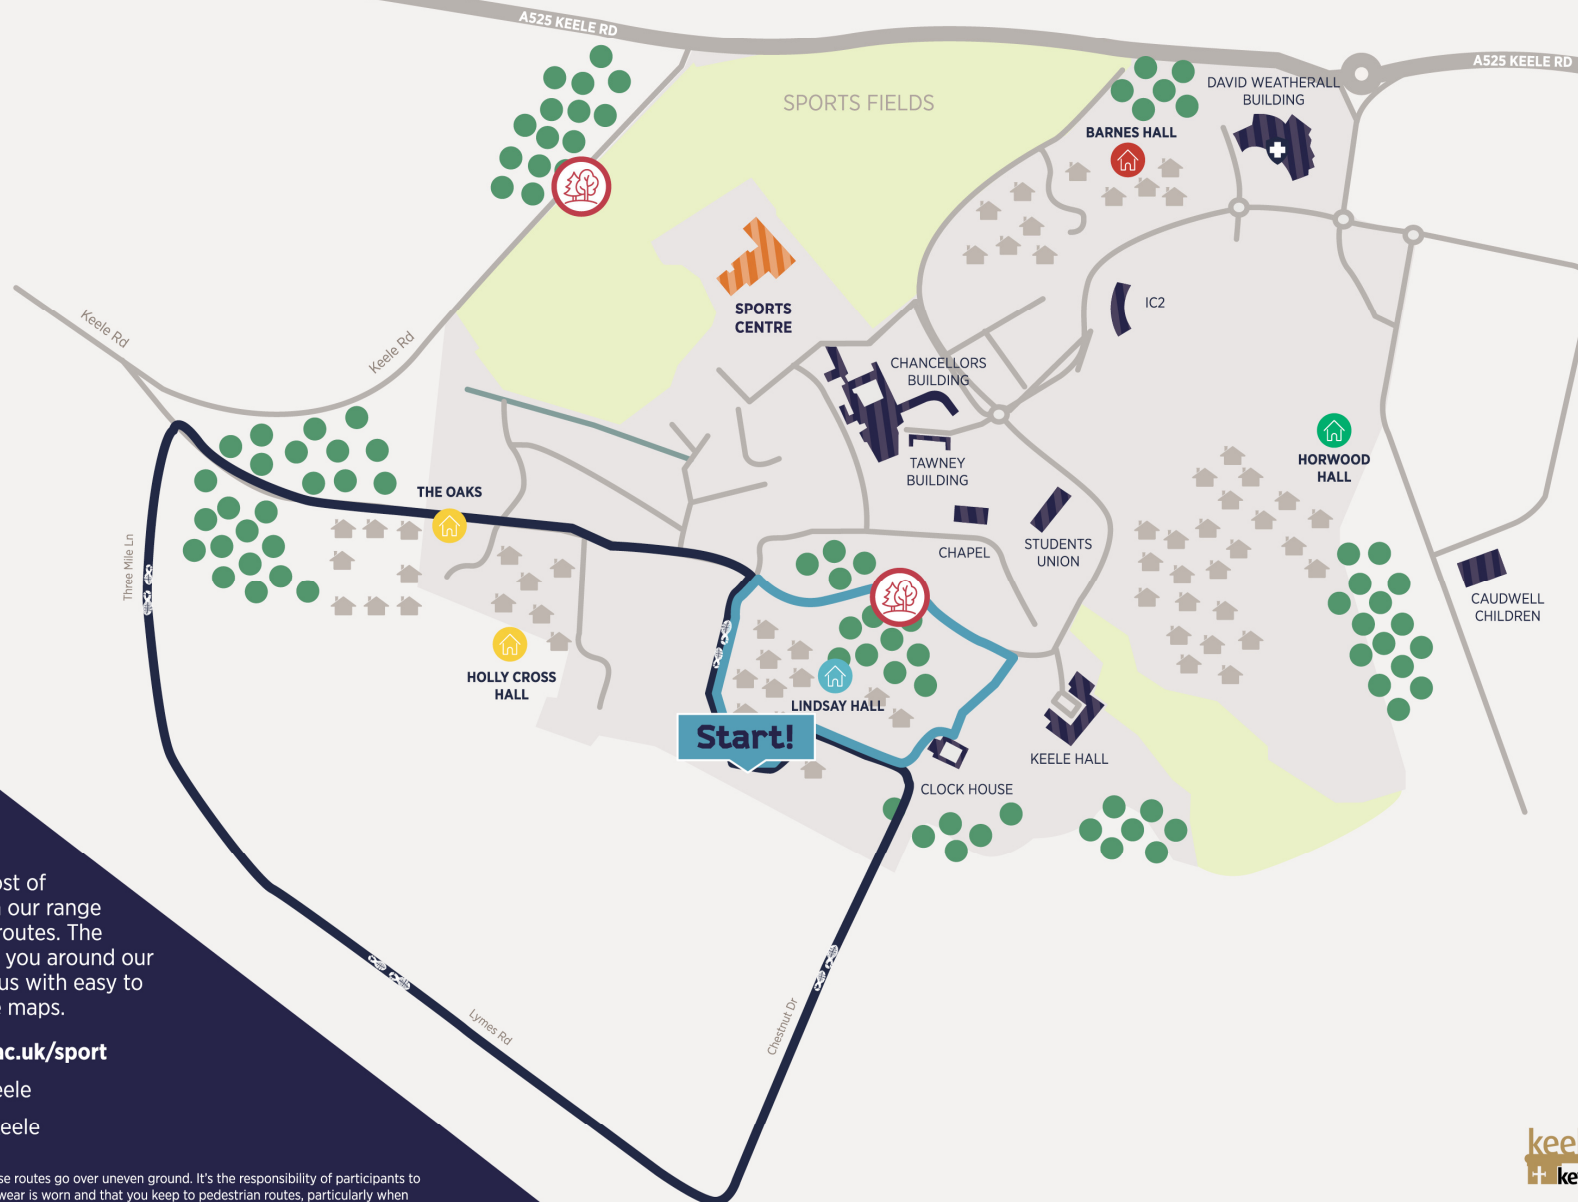 A525 KEELE RD
A525 KEELE RD
SPORTS FIELDS
DAVID WEATHERALL
BUILDING
BARNES HALL
IC2
SPORTS
CENTRE
Keele Rd
Keele Rd
CHANCELLORS
BUILDING
TAWNEY
BUILDING
HORWOOD
HALL
THE OAKS
CHAPEL
STUDENTS
UNION
Three Mile Ln
CAUDWELL
CHILDREN
HOLLY CROSS
HALL
LINDSAY HALL
Start!
KEELE HALL
CLOCK HOUSE
Lymes Rd
Chestnut Dr
ost of
our range
routes. The
you around our
us with easy to
maps.
ac.uk/sport
eele
eele
se routes go over uneven ground. It's the responsibility of participants to
wear is worn and that you keep to pedestrian routes, particularly when
keel
ke